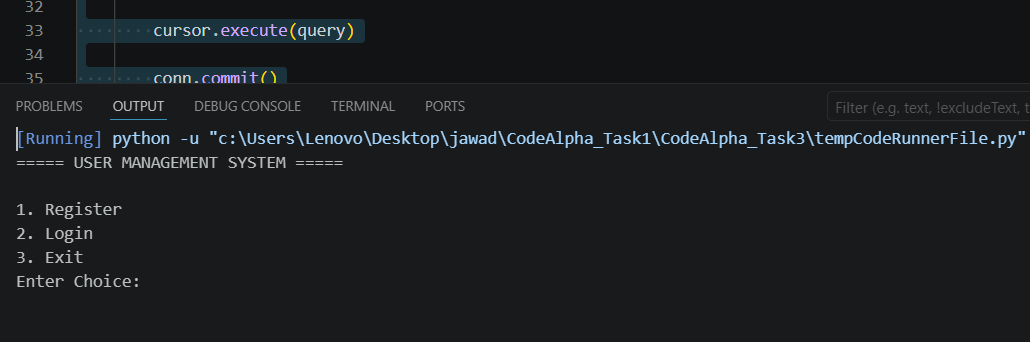 32
33 cursor.execute(query)
34
35 conn.commit()
PROBLEMS OUTPUT DEBUG CONSOLE TERMINAL PORTS Filter (e.g. text, !excludeText, t
[Running] python -u "c:\Users\Lenovo\Desktop\jawad\CodeAlpha_Task1\CodeAlpha_Task3\tempCodeRunnerFile.py"
===== USER MANAGEMENT SYSTEM =====
1. Register
2. Login
3. Exit
Enter Choice: